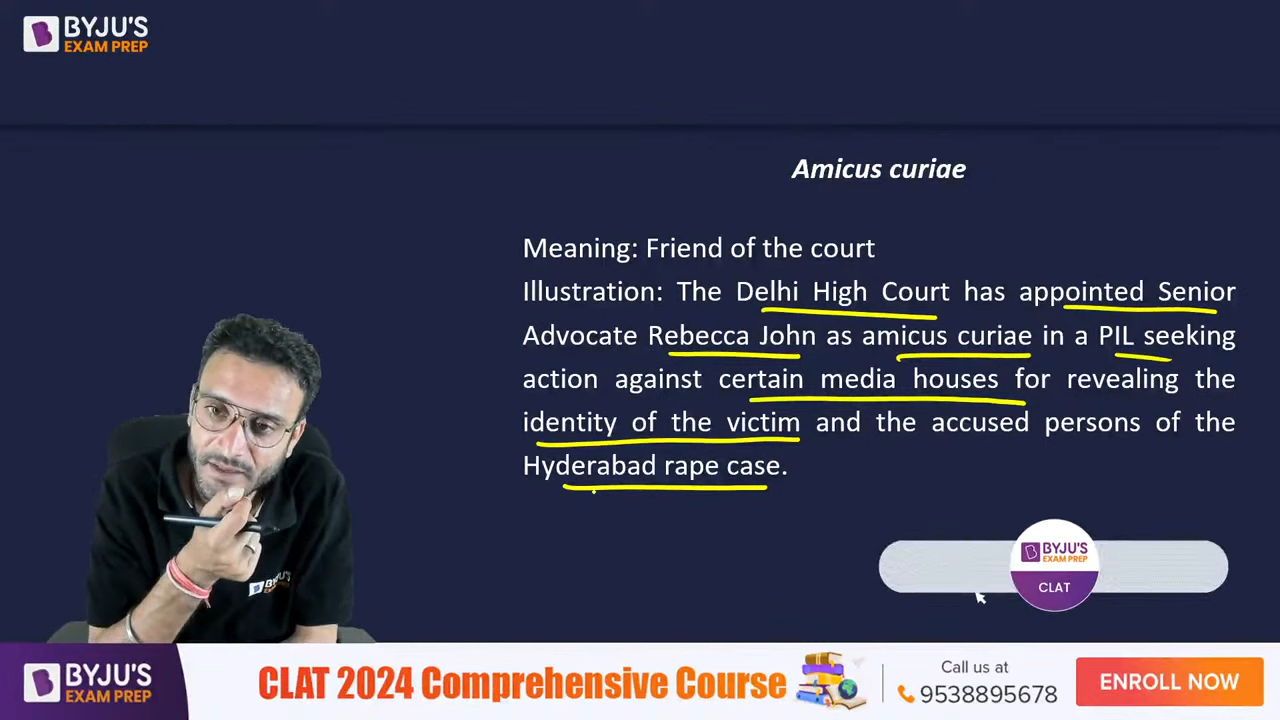 BYJU'S
EXAM PREP
Amicus curiae
Meaning: Friend of the court
Illustration: The Delhi High Court has appointed Senior
Advocate Rebecca John as amicus curiae in a PIL seeking
action against certain media houses for revealing the
identity of the victim and the accused persons of the
Hyderabad rape case.
BYJU'S
EXAM PREP
BYJU'S
EXAM PREP
CLAT
BYJU'S
EXAM PREP
CLAT 2024 Comprehensive Course
Call us at
9538895678
ENROLL NOW